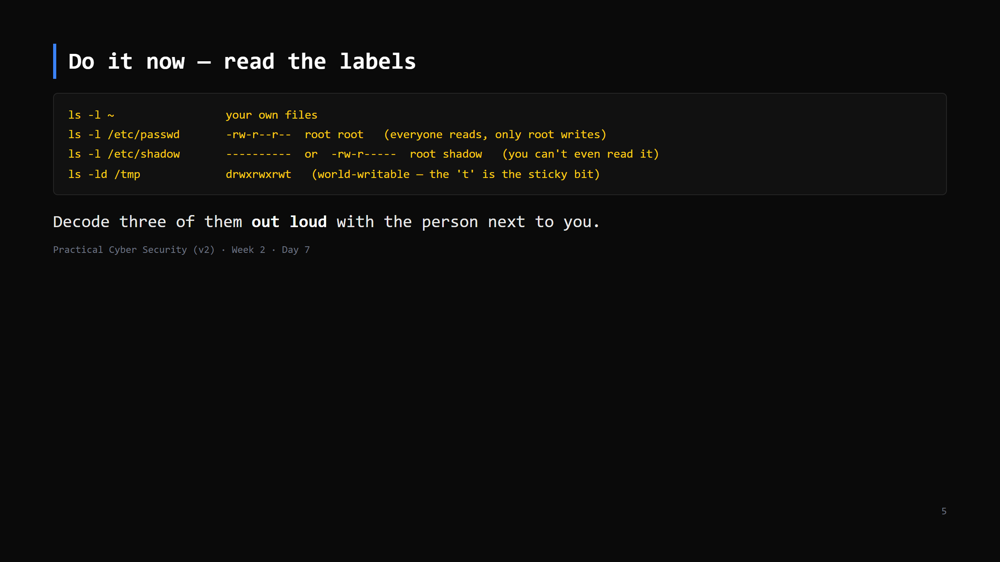 Do it now — read the labels
ls -l ~              your own files
ls -l /etc/passwd       -rw-r--r--  root root   (everyone reads, only root writes)
ls -l /etc/shadow       ----------  or  -rw-r-----  root shadow   (you can't even read it)
ls -ld /tmp             drwxrwxrwt   (world-writable — the 't' is the sticky bit)
Decode three of them out loud with the person next to you.
Practical Cyber Security (v2) · Week 2 · Day 7
5